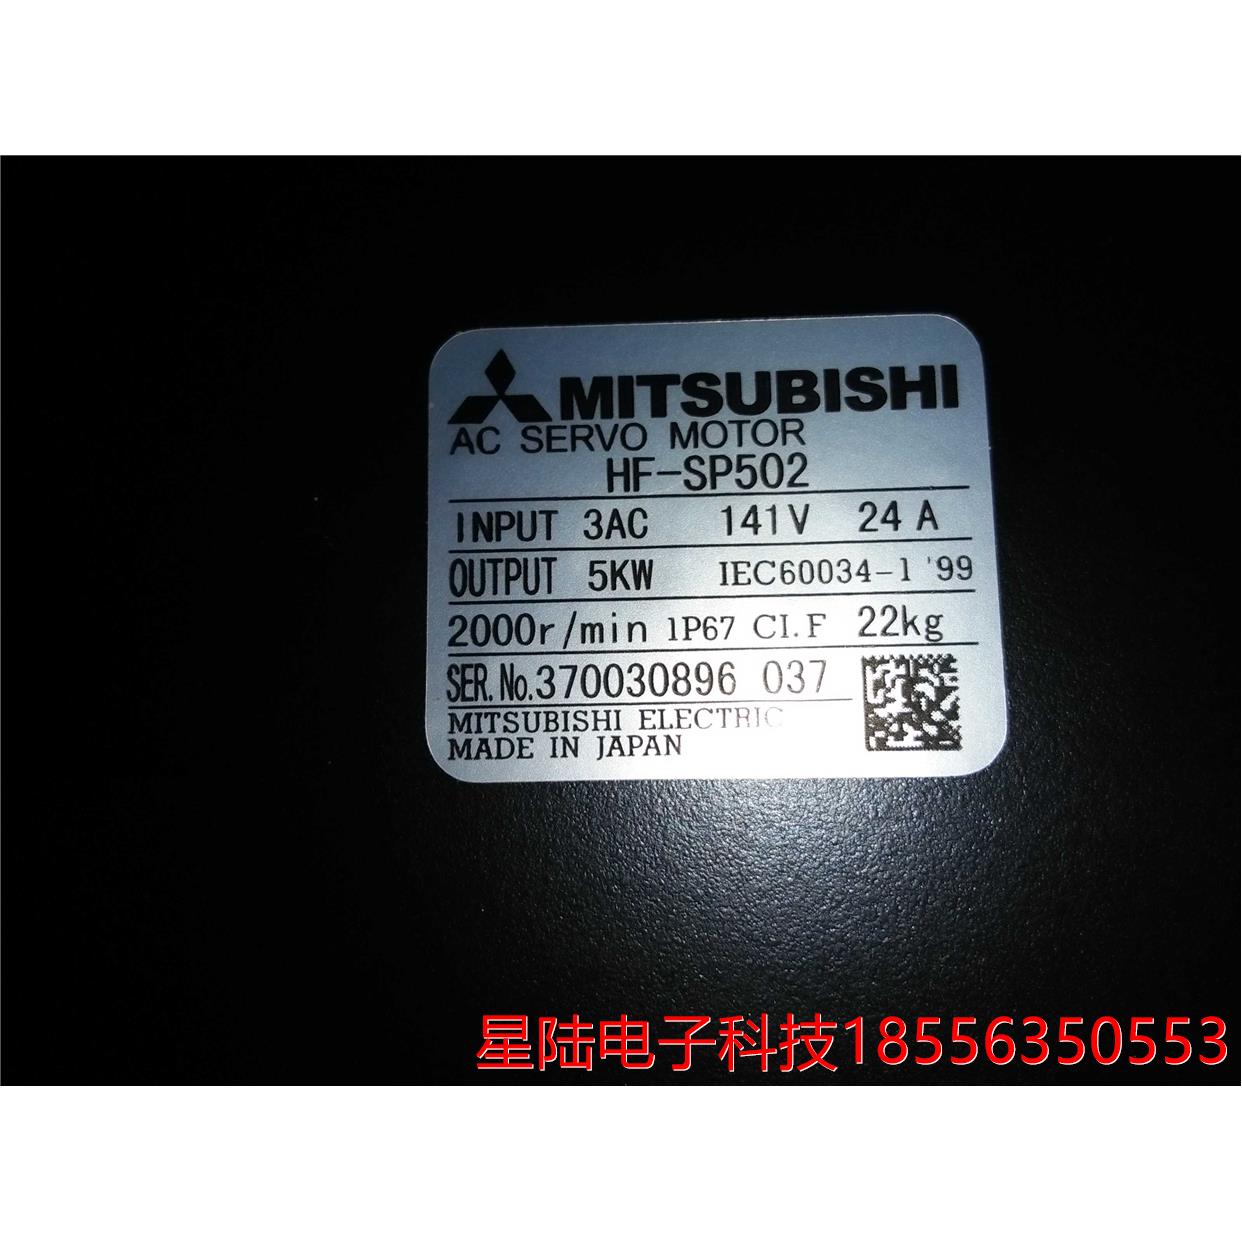 MITSUBISHI
AC SERVO MOTOR
HF-SP502
INPUT 3AC 141V 24 A
OUTPUT 5KW IEC60034-1 '99
2000r/min IP67 CI.F 22kg
SER.No.370030896 037
MITSUBISHI ELECTRIC
MADE IN JAPAN
星陆电子科技18556350553